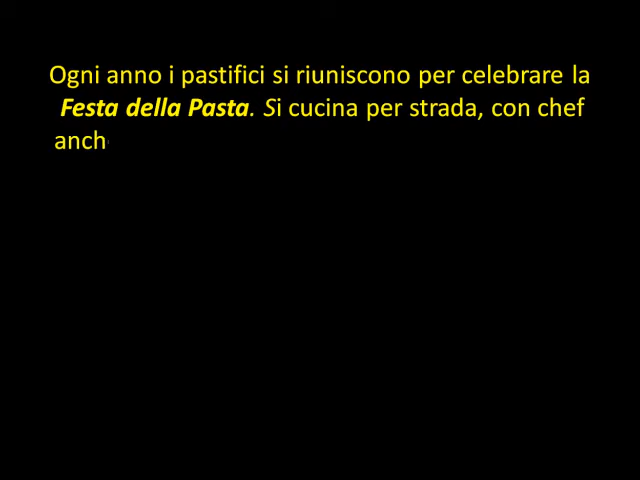 Ogni anno i pastifici si riuniscono per celebrare la
Festa della Pasta. Si cucina per strada, con chef
anch